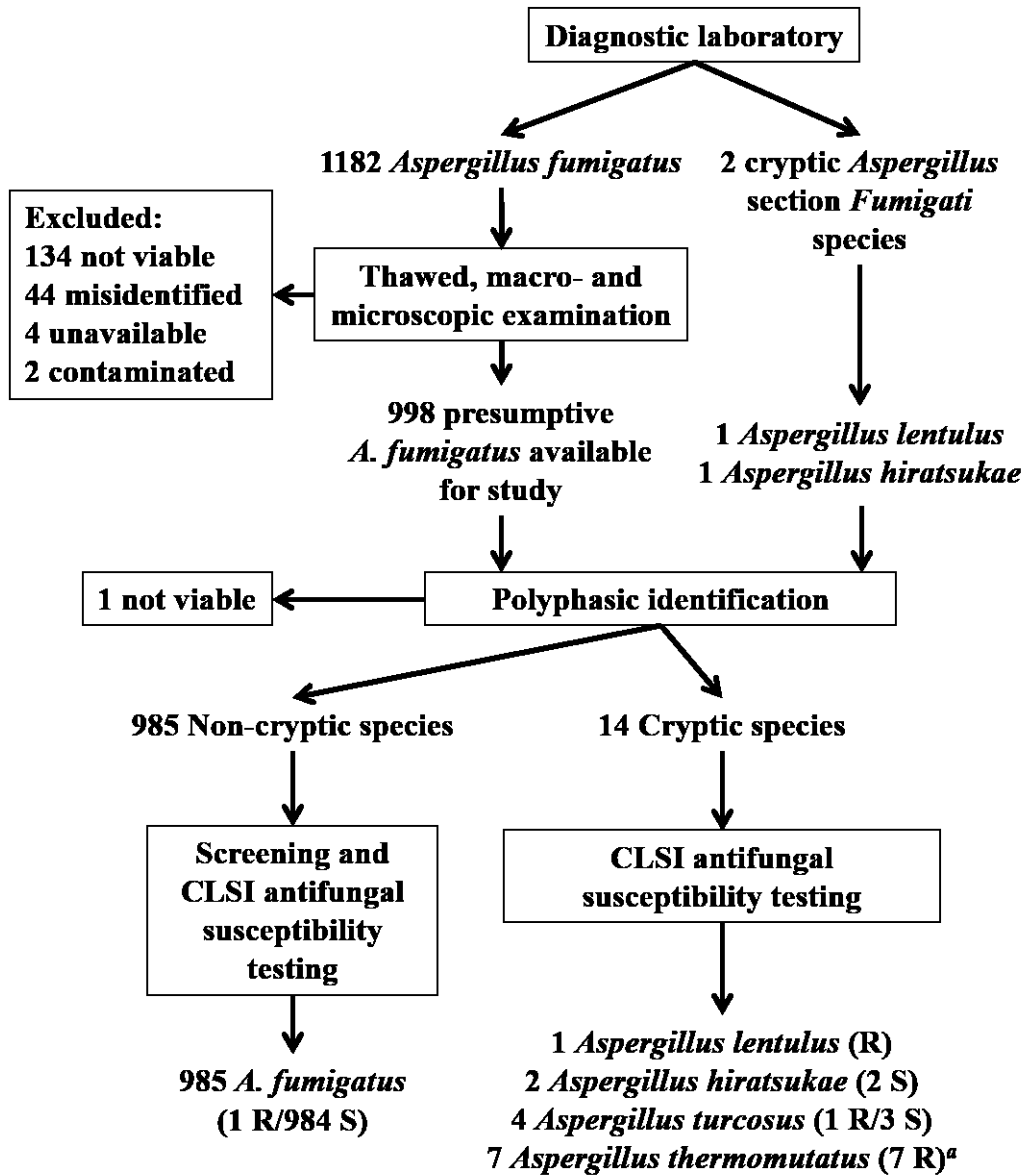 Diagnostic laboratory
1182 Aspergillus fumigatus
2 cryptic Aspergillus
section Fumigati
species
Excluded:
134 not viable
44 misidentified
4 unavailable
2 contaminated
Thawed, macro- and
microscopic examination
998 presumptive
A. fumigatus available
for study
1 Aspergillus lentulus
1 Aspergillus hiratsukae
1 not viable
Polyphasic identification
985 Non-cryptic species
14 Cryptic species
Screening and
CLSI antifungal
susceptibility
testing
CLSI antifungal
susceptibility testing
985 A. fumigatus
(1 R/984 S)
1 Aspergillus lentulus (R)
2 Aspergillus hiratsukae (2 S)
4 Aspergillus turcosus (1 R/3 S)
7 Aspergillus thermomutatus (7 R)ᵃ